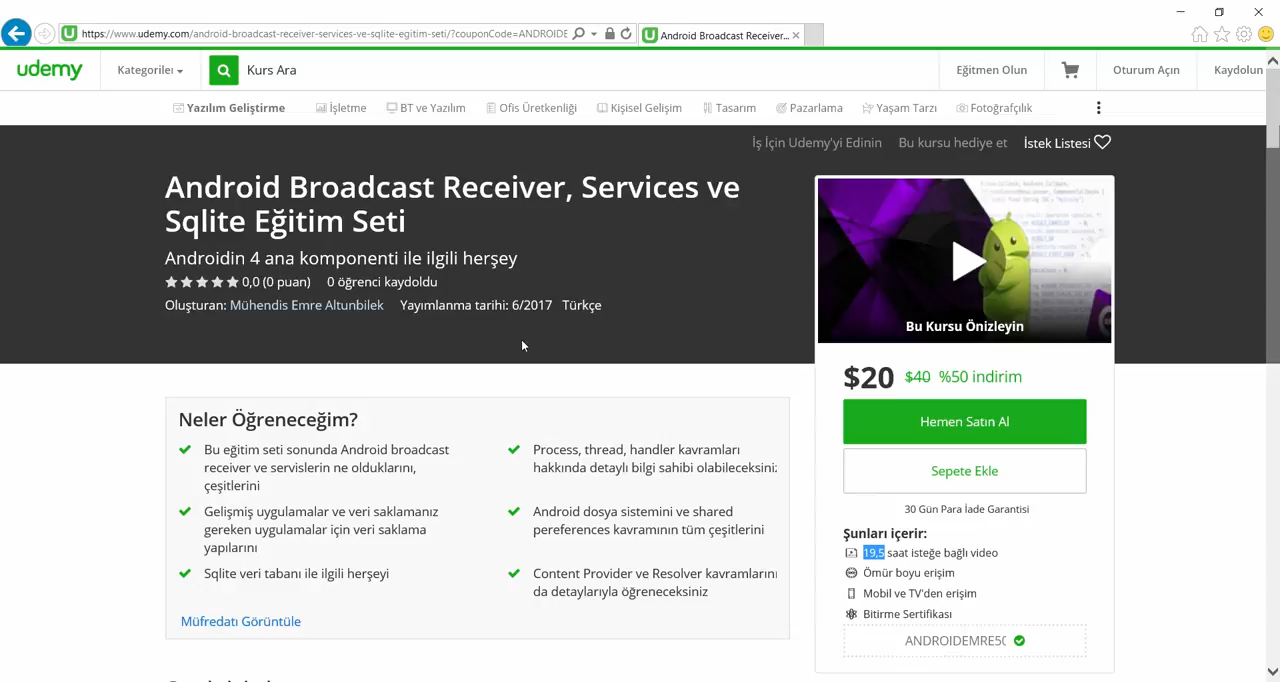 https://www.udemy.com/android-broadcast-receiver-services-ve-sqlite-egitim-seti/?couponCode=ANDROIDE
Android Broadcast Receiver...
udemy
Kategoriler
Kurs Ara
Eğitmen Olun
Oturum Açın
Kaydolun
Yazılım Geliştirme
İşletme
BT ve Yazılım
Ofis Üretkenliği
Kişisel Gelişim
Tasarım
Pazarlama
Yaşam Tarzı
Fotoğrafçılık
İş İçin Udemy'yi Edinin
Bu kursu hediye et
İstek Listesi
Android Broadcast Receiver, Services ve
Sqlite Eğitim Seti
Androidin 4 ana komponenti ile ilgili herşey
0,0 (0 puan) 0 öğrenci kaydoldu
Oluşturan: Mühendis Emre Altunbilek Yayımlanma tarihi: 6/2017 Türkçe
Bu Kursu Önizleyin
$20 $40 %50 indirim
Hemen Satın Al
Sepete Ekle
30 Gün Para İade Garantisi
Şunları içerir:
19,5 saat isteğe bağlı video
Ömür boyu erişim
Mobil ve TV'den erişim
Bitirme Sertifikası
ANDROIDEMRE50
Neler Öğreneceğim?
Bu eğitim seti sonunda Android broadcast
receiver ve servislerin ne olduklarını,
çeşitlerini
Gelişmiş uygulamalar ve veri saklamanız
gereken uygulamalar için veri saklama
yapılarını
Sqlite veri tabanı ile ilgili herşeyi
Process, thread, handler kavramları
hakkında detaylı bilgi sahibi olabileceksiniz
Android dosya sistemini ve shared
pereferences kavramının tüm çeşitlerini
Content Provider ve Resolver kavramlarını
da detaylarıyla öğreneceksiniz
Müfredatı Görüntüle